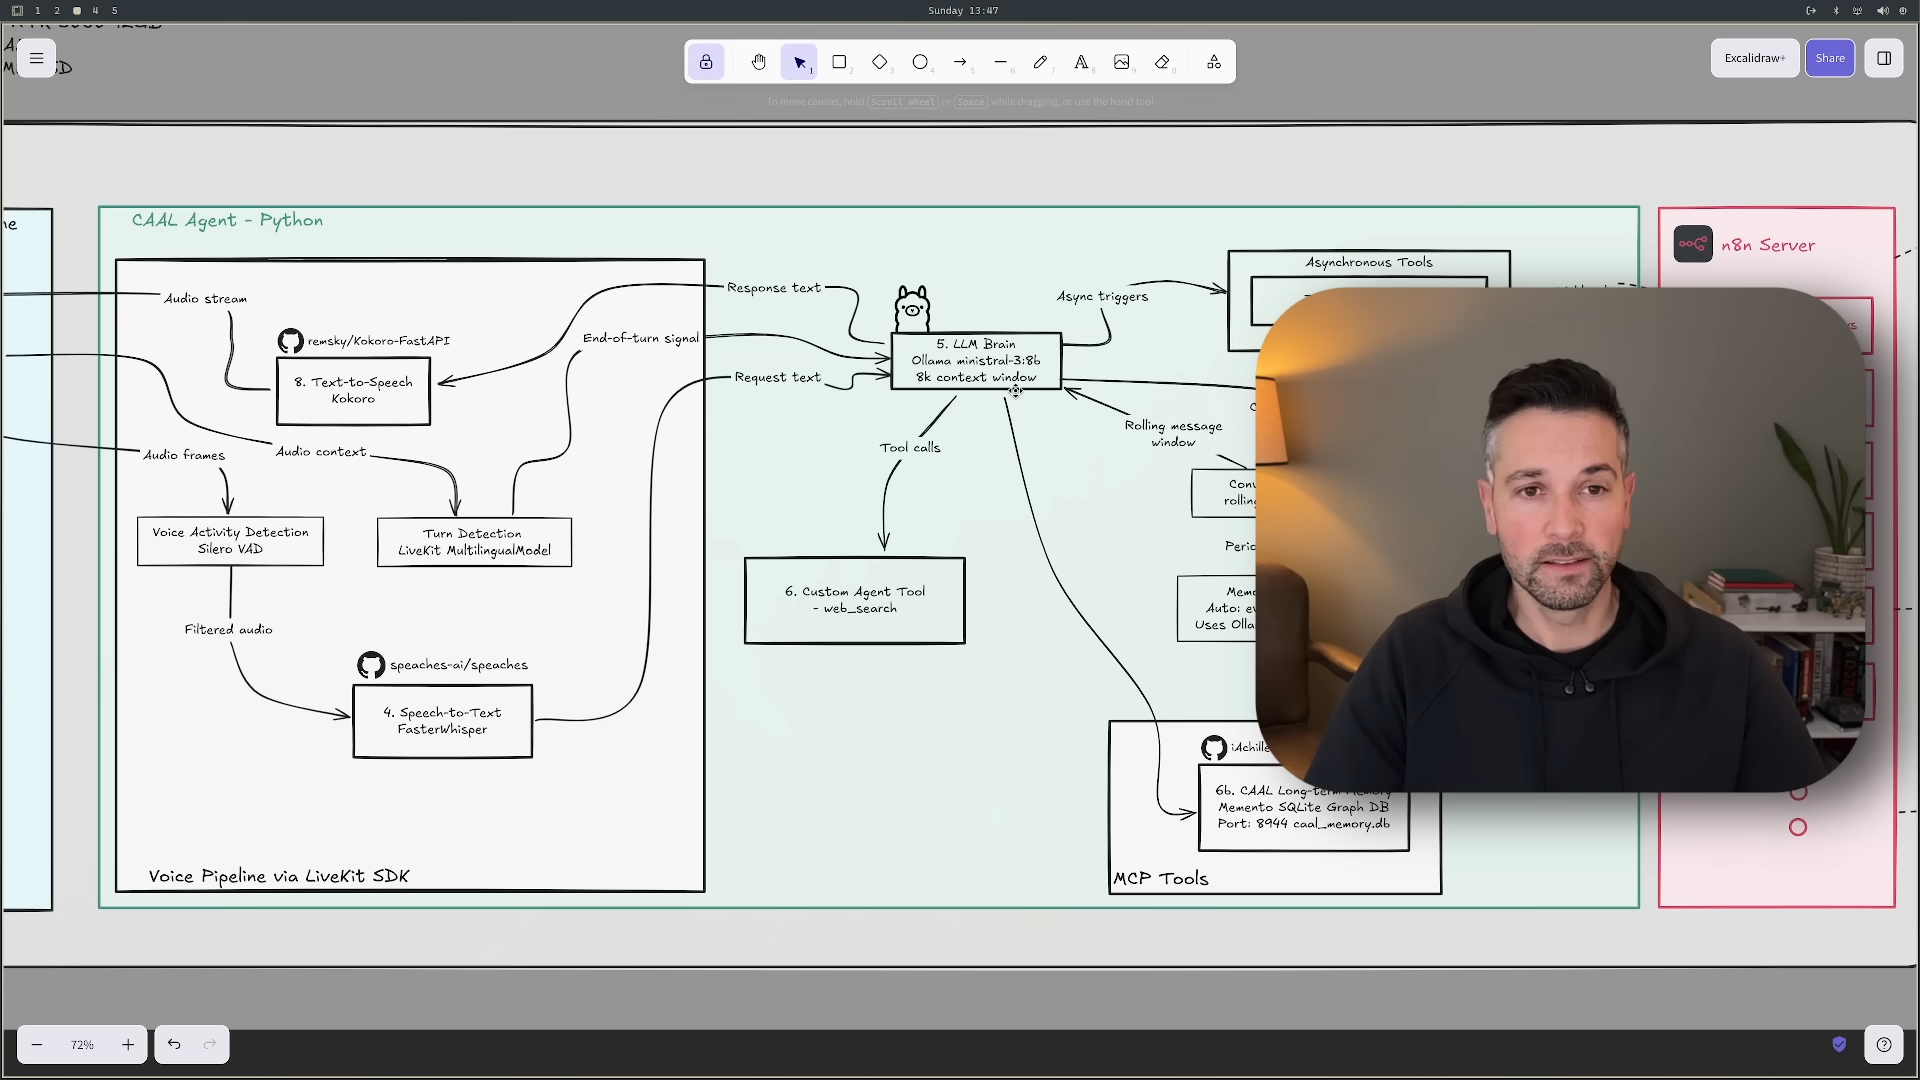 1 2 4 5
Sunday 13:47
Excalidraw+
Share
To move canvas, hold Scroll wheel or Space while dragging, or use the hand tool
CAAL Agent - Python
n8n Server
Audio stream
remsky/Kokoro-FastAPI
8. Text-to-Speech
Kokoro
Response text
End-of-turn signal
Request text
5. LLM Brain
Ollama ministral-3:8b
8k context window
Async triggers
Asynchronous Tools
Rolling message
window
Tool calls
Audio frames
Audio context
Voice Activity Detection
Silero VAD
Turn Detection
LiveKit MultilingualModel
6. Custom Agent Tool
- web_search
Filtered audio
speaches-ai/speaches
4. Speech-to-Text
FasterWhisper
6b. CAAL Long-term Memory
Memento SQLite Graph DB
Port: 8944 caal_memory.db
MCP Tools
Voice Pipeline via LiveKit SDK
72%